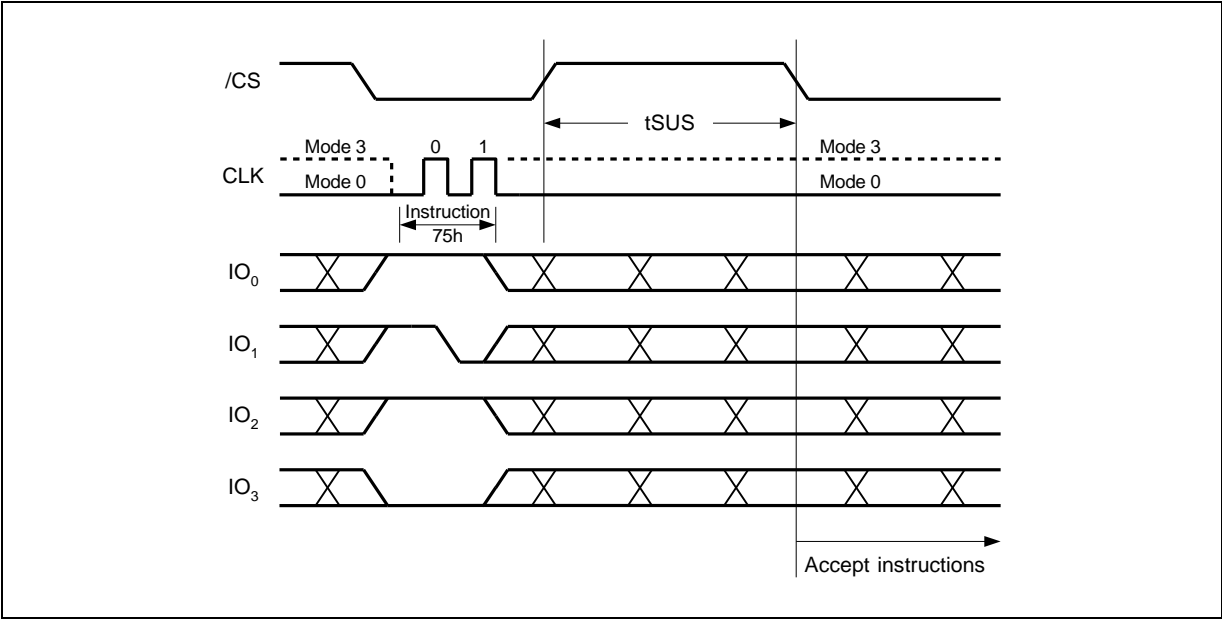 /CS
tSUS
Mode 3 0 1 Mode 3
CLK
Mode 0 Mode 0
Instruction
75h
IO0
IO1
IO2
IO3
Accept instructions